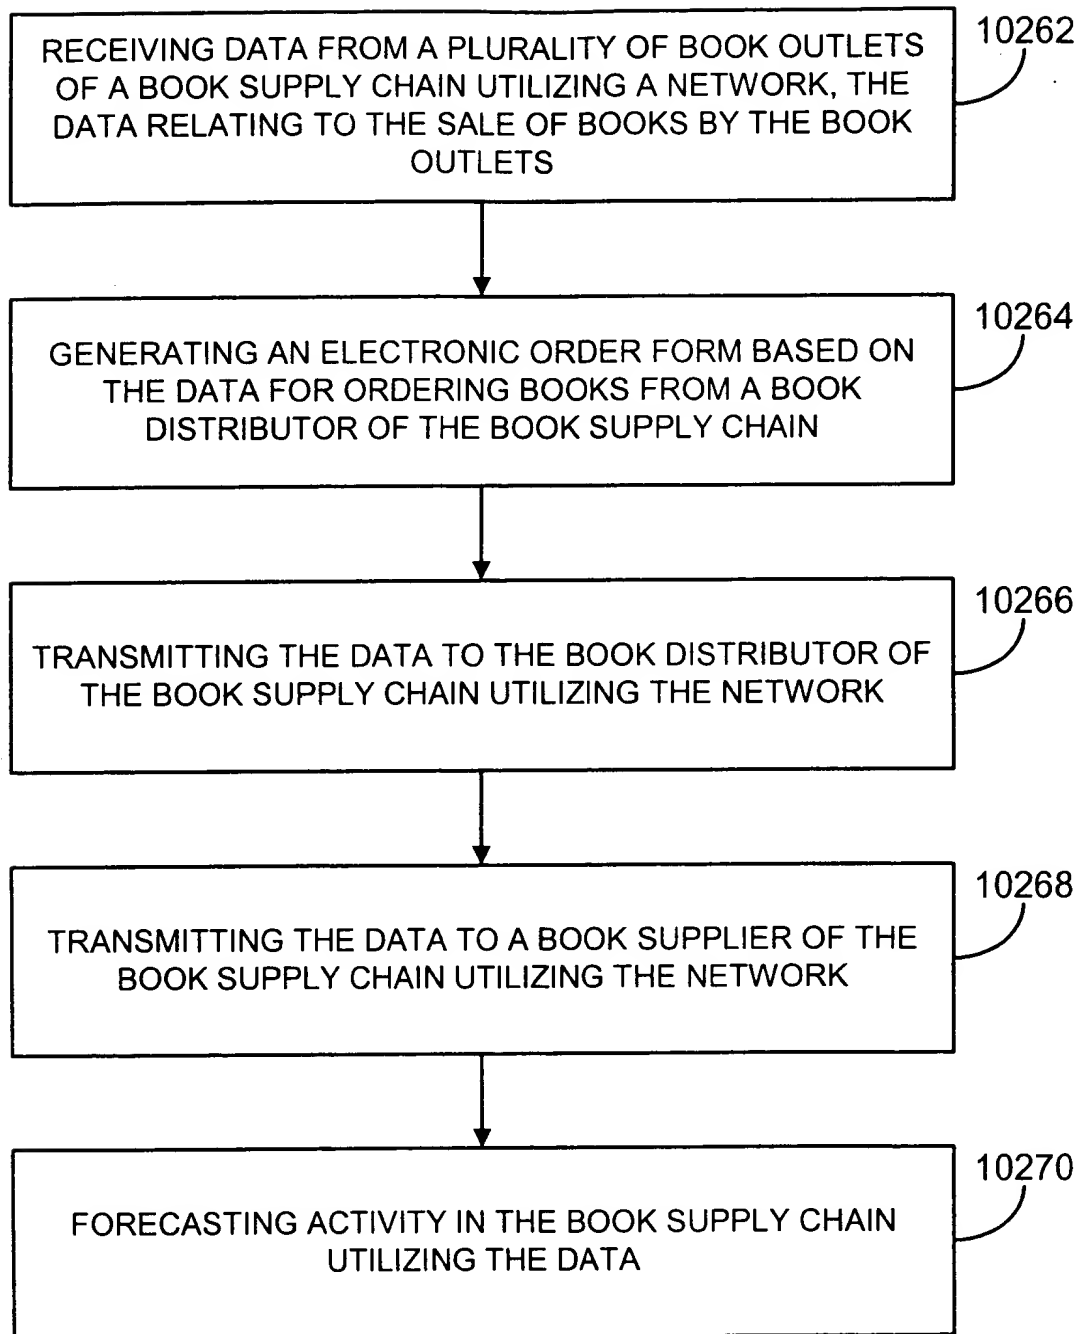 RECEIVING DATA FROM A PLURALITY OF BOOK OUTLETS
OF A BOOK SUPPLY CHAIN UTILIZING A NETWORK, THE
DATA RELATING TO THE SALE OF BOOKS BY THE BOOK
OUTLETS
10262
GENERATING AN ELECTRONIC ORDER FORM BASED ON
THE DATA FOR ORDERING BOOKS FROM A BOOK
DISTRIBUTOR OF THE BOOK SUPPLY CHAIN
10264
TRANSMITTING THE DATA TO THE BOOK DISTRIBUTOR OF
THE BOOK SUPPLY CHAIN UTILIZING THE NETWORK
10266
TRANSMITTING THE DATA TO A BOOK SUPPLIER OF THE
BOOK SUPPLY CHAIN UTILIZING THE NETWORK
10268
FORECASTING ACTIVITY IN THE BOOK SUPPLY CHAIN
UTILIZING THE DATA
10270